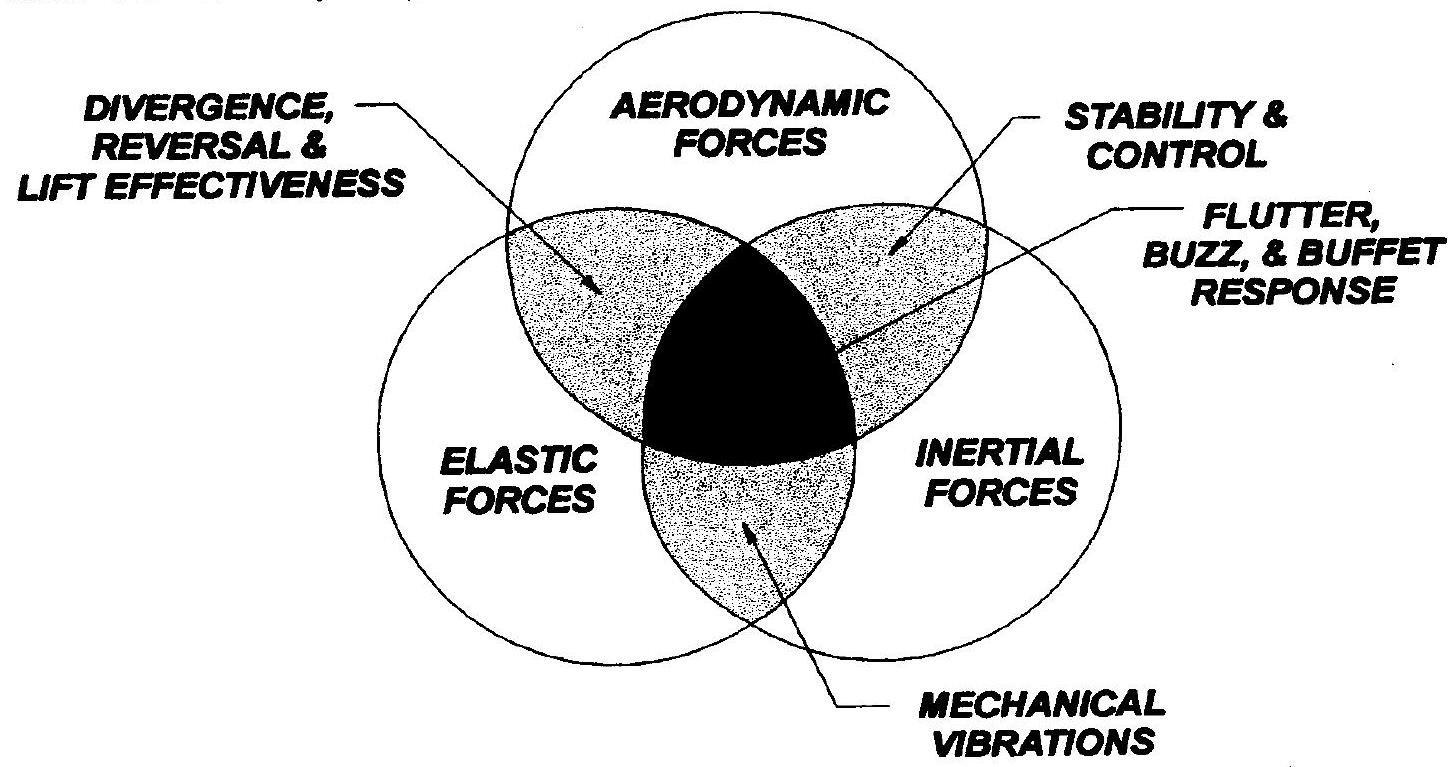 AERODYNAMIC
FORCES
DIVERGENCE,
REVERSAL &
LIFT EFFECTIVENESS
STABILITY &
CONTROL
FLUTTER,
BUZZ, & BUFFET
RESPONSE
ELASTIC
FORCES
INERTIAL
FORCES
MECHANICAL
VIBRATIONS